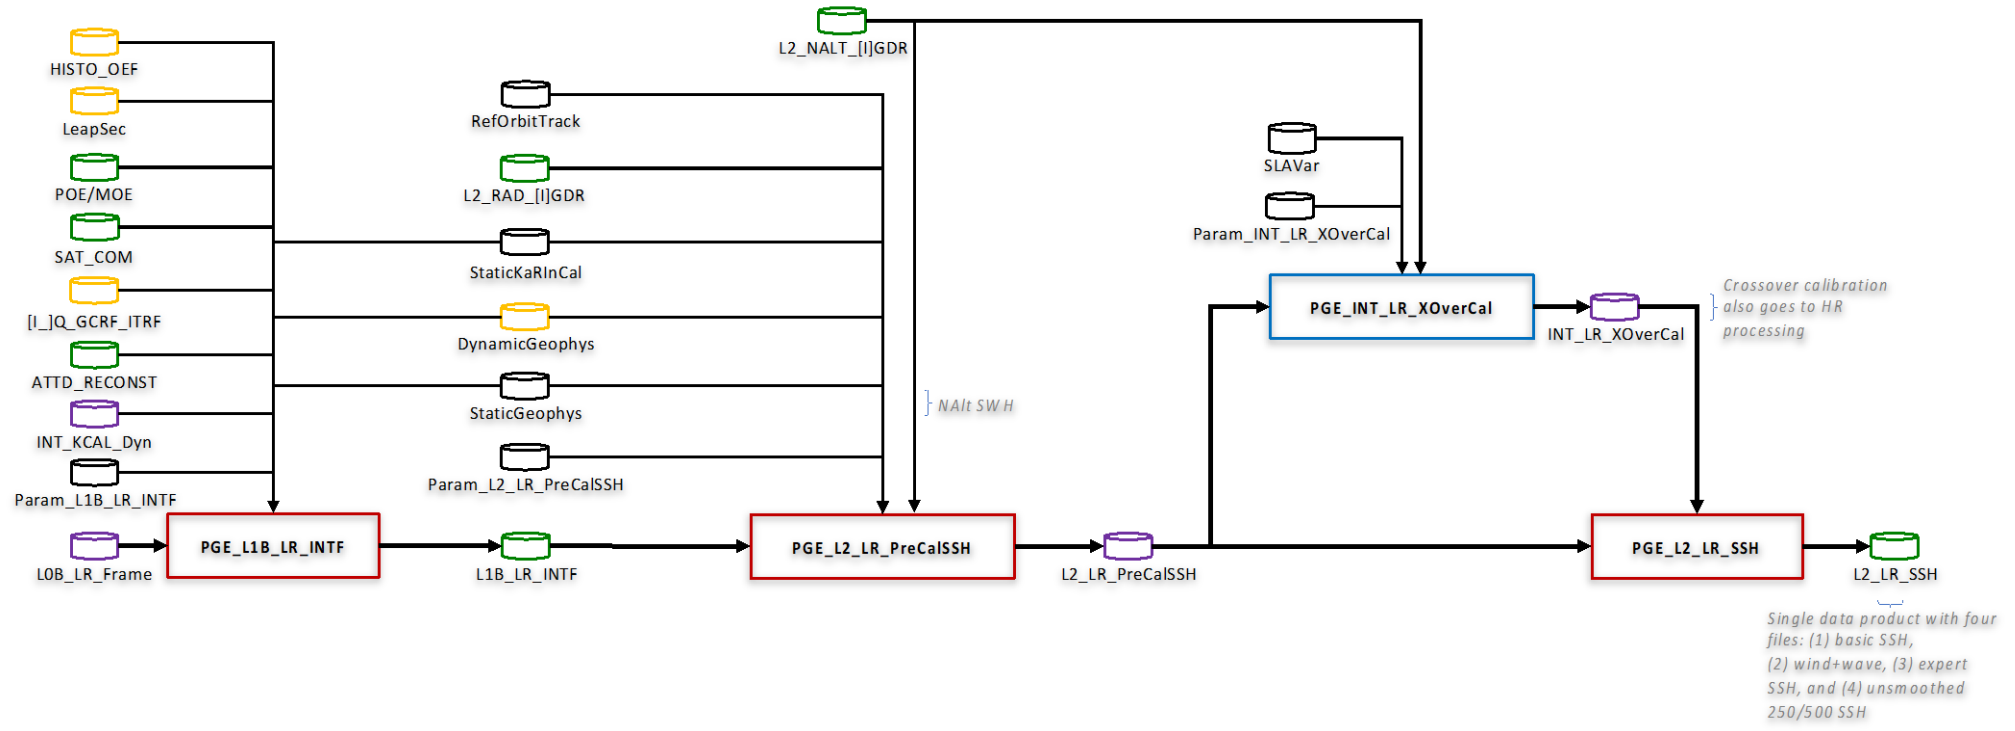 L2_NALT_[I]GDR
HISTO_OEF
LeapSec
POE/MOE
SAT_COM
[I_]Q_GCRF_ITRF
ATTD_RECONST
INT_KCAL_Dyn
Param_L1B_LR_INTF
L0B_LR_Frame
PGE_L1B_LR_INTF
RefOrbitTrack
L2_RAD_[I]GDR
StaticKaRInCal
DynamicGeophys
StaticGeophys
Param_L2_LR_PreCalSSH
L1B_LR_INTF
NAlt SWH
PGE_L2_LR_PreCalSSH
L2_LR_PreCalSSH
SLAVar
Param_INT_LR_XOverCal
PGE_INT_LR_XOverCal
INT_LR_XOverCal
Crossover calibration
also goes to HR
processing
PGE_L2_LR_SSH
L2_LR_SSH
Single data product with four
files: (1) basic SSH,
(2) wind+wave, (3) expert
SSH, and (4) unsmoothed
250/500 SSH